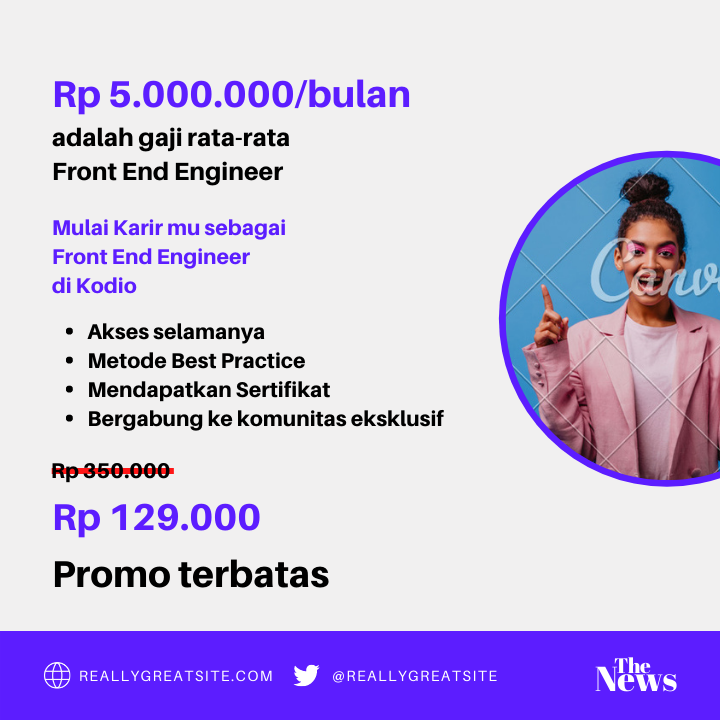 Rp 5.000.000/bulan
adalah gaji rata-rata
Front End Engineer
Mulai Karir mu sebagai
Front End Engineer
di Kodio
• Akses selamanya
• Metode Best Practice
• Mendapatkan Sertifikat
• Bergabung ke komunitas eksklusif
Rp 350.000
Rp 129.000
Promo terbatas
REALLYGREATSITE.COM
@REALLYGREATSITE
The
News